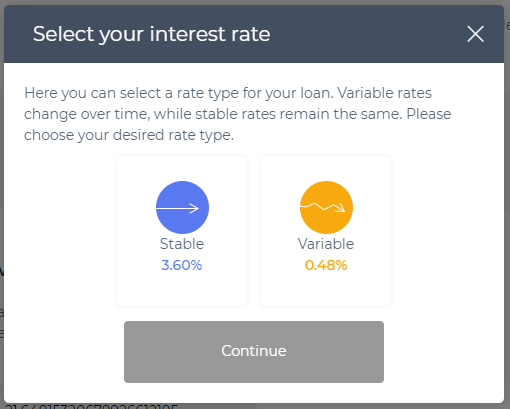 Select your interest rate
Here you can select a rate type for your loan. Variable rates
change over time, while stable rates remain the same. Please
choose your desired rate type.
Stable
3.60%
Variable
0.48%
Continue